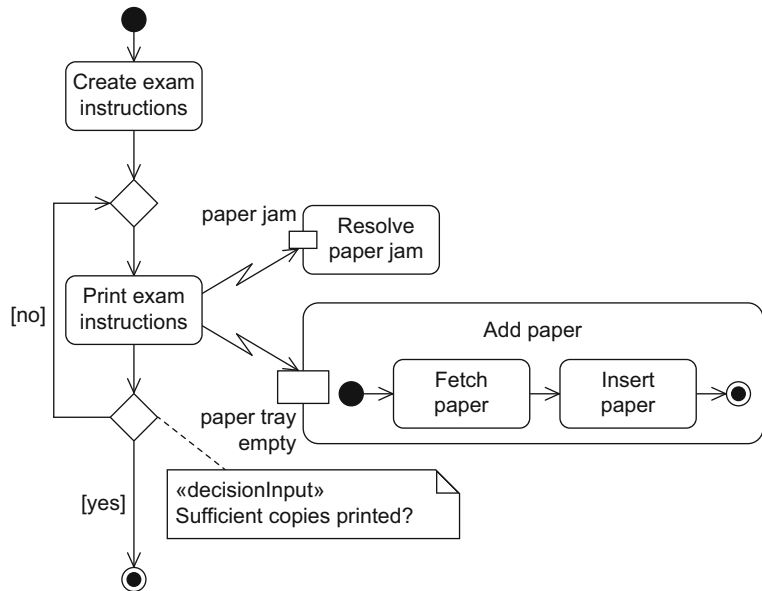 Create exam
instructions
paper jam
Resolve
paper jam
Print exam
instructions
[no]
Add paper
Fetch
paper
Insert
paper
paper tray
empty
«decisionInput»
Sufficient copies printed?
[yes]